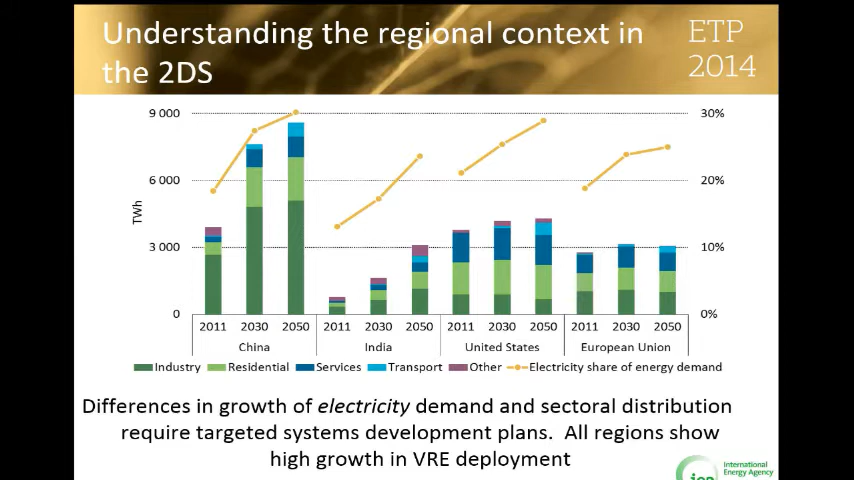 Understanding the regional context in
the 2DS
ETP
2014
9 000
6 000
3 000
0
TWh
30%
20%
10%
0%
2011 2030 2050 2011 2030 2050 2011 2030 2050 2011 2030 2050
China India United States European Union
Industry Residential Services Transport Other Electricity share of energy demand
Differences in growth of electricity demand and sectoral distribution
require targeted systems development plans. All regions show
high growth in VRE deployment
International
Energy Agency
iea